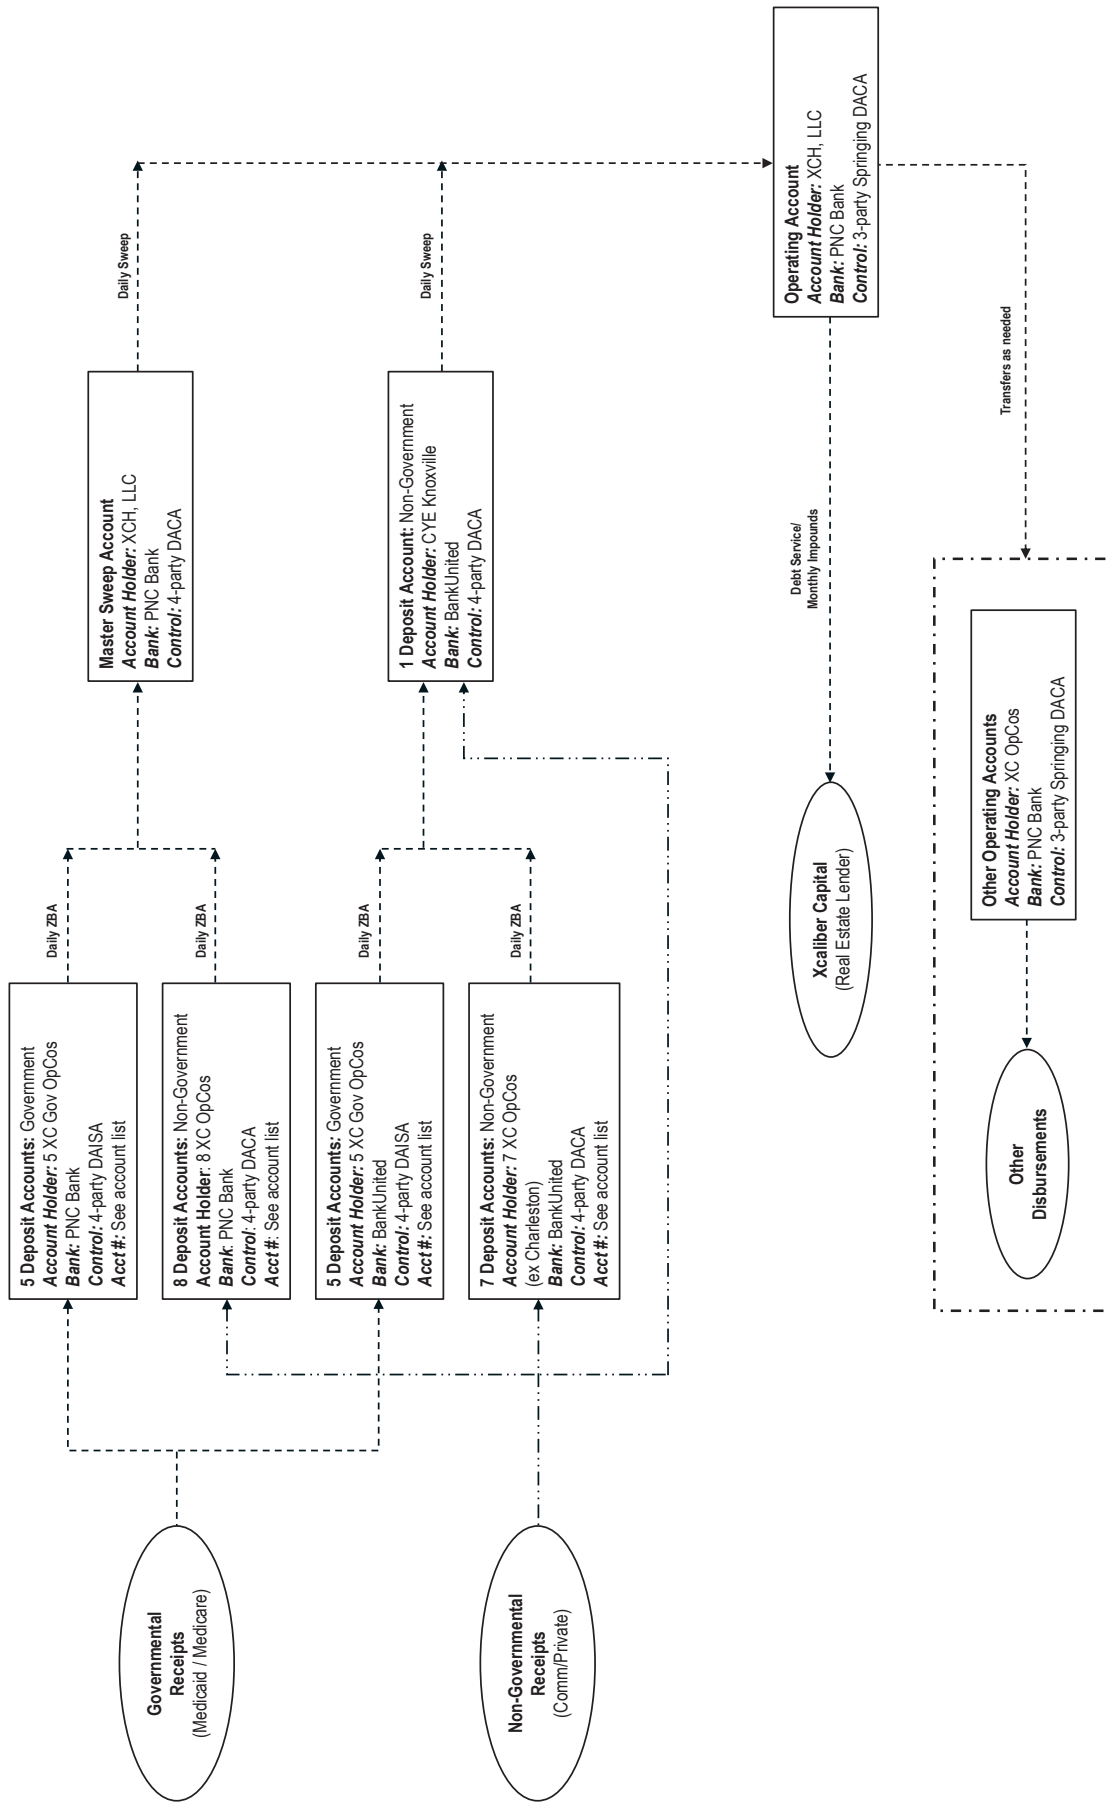 Governmental
Receipts
(Medicaid / Medicare)
Non-Governmental
Receipts
(Comm/Private)
5 Deposit Accounts: Government
Account Holder: 5 XC Gov OpCos
Bank: PNC Bank
Control: 4-party DAISA
Acct #: See account list
8 Deposit Accounts: Non-Government
Account Holder: 8 XC OpCos
Bank: PNC Bank
Control: 4-party DACA
Acct #: See account list
5 Deposit Accounts: Government
Account Holder: 5 XC Gov OpCos
Bank: BankUnited
Control: 4-party DAISA
Acct #: See account list
7 Deposit Accounts: Non-Government
Account Holder: 7 XC OpCos
(ex Charleston)
Bank: BankUnited
Control: 4-party DACA
Acct #: See account list
Daily ZBA
Daily ZBA
Daily ZBA
Daily ZBA
Master Sweep Account
Account Holder: XCH, LLC
Bank: PNC Bank
Control: 4-party DACA
1 Deposit Account: Non-Government
Account Holder: CYE Knoxville
Bank: BankUnited
Control: 4-party DACA
Daily Sweep
Daily Sweep
Operating Account
Account Holder: XCH, LLC
Bank: PNC Bank
Control: 3-party Springing DACA
Debt Service/
Monthly Impounds
Xcaliber Capital
(Real Estate Lender)
Transfers as needed
Other Operating Accounts
Account Holder: XC OpCos
Bank: PNC Bank
Control: 3-party Springing DACA
Other
Disbursements